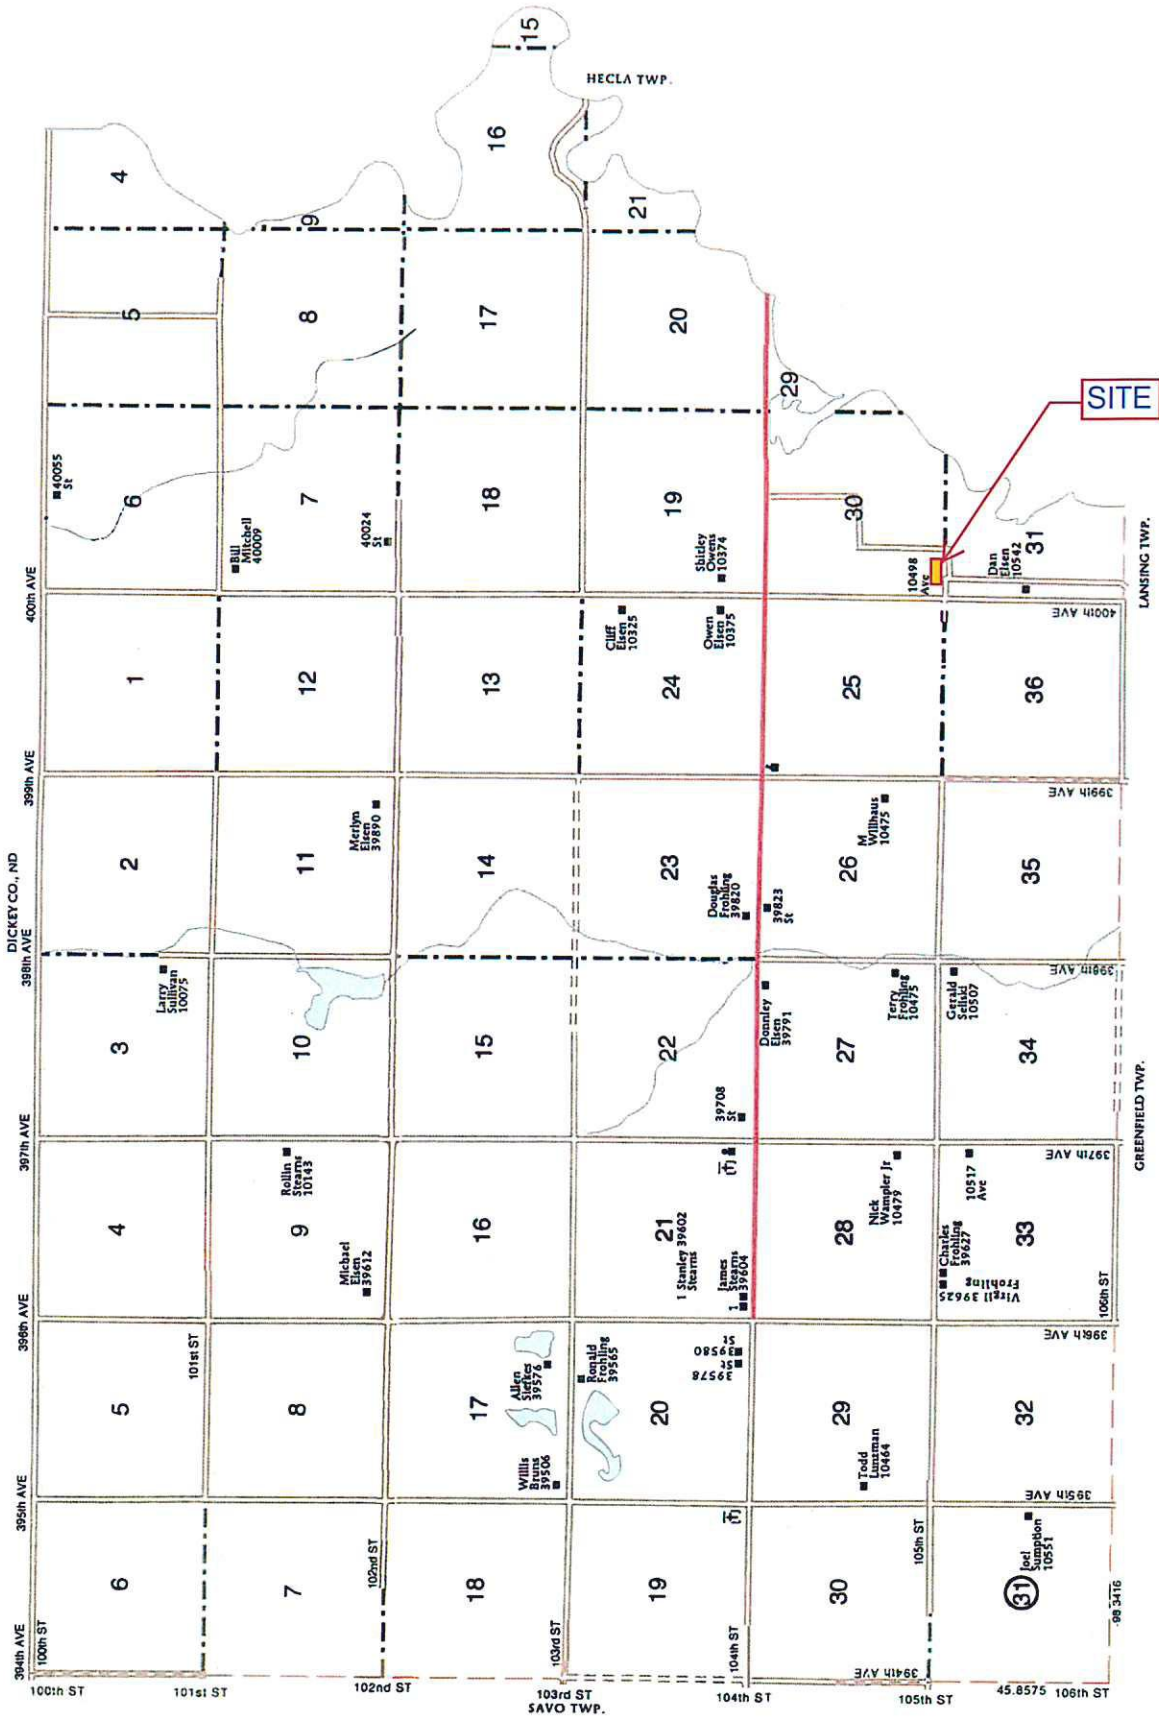 DICKEY CO., ND
394th AVE
395th AVE
396th AVE
397th AVE
398th AVE
399th AVE
400th AVE
100th ST
100th ST
6
5
4
3
2
1
6
5
4
40055
St
Larry
Sullivan
10075
101st ST
101st ST
7
8
9
10
11
12
7
8
9
Rollin
Stearns
10143
Michael
Elsen
39612
Merlyn
Elsen
39890
Bill
Mitchell
40009
40024
St
102nd ST
102nd ST
18
17
16
15
14
13
18
17
16
15
Willis
Bruns
39506
Allen
Siefkes
39576
103rd ST
103rd ST
SAVO TWP.
HECLA TWP.
19
20
21
22
23
24
19
20
21
Ronald
Frohling
39565
39578 St
39580 St
1 Stanley 39602
Stearns
1
James
Stearns
39604
39708
St
Douglas
Frohling
39820
Cliff
Elsen
10325
Owen
Elsen
10375
Shirley
Owens
10374
104th ST
104th ST
30
29
28
27
26
25
30
29
Todd
Lunzman
10464
Nick
Wampler Jr
10479
Donnley
Elsen
39791
Terry
Frohling
10475
39823
St
M
Willhaus
10475
10498
Ave
SITE
105th ST
105th ST
31
32
33
34
35
36
31
Joel
Sumption
10551
Virgil 39625
Frohling
Charles
Frohling
39627
10517
Ave
Gerald
Seliski
10507
Dan
Elsen
10542
394th AVE
395th AVE
396th AVE
397th AVE
398th AVE
399th AVE
400th AVE
45.8575
-98.3416
106th ST
106th ST
GREENFIELD TWP.
LANSING TWP.